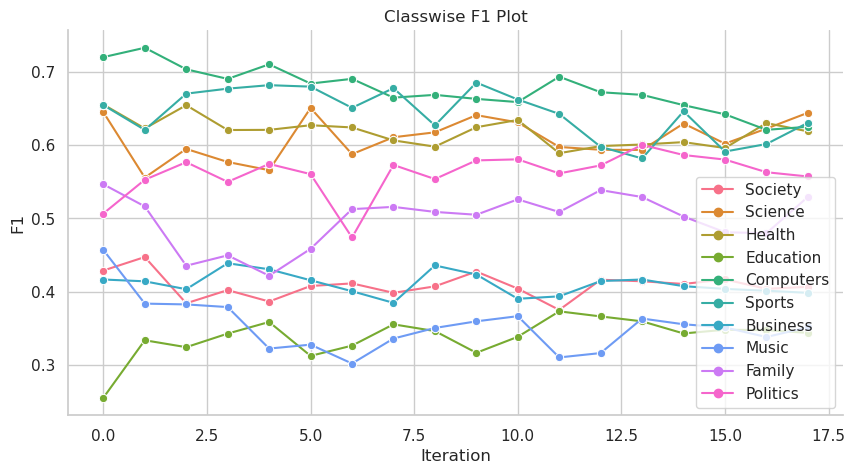 Classwise F1 Plot
F1
0.7
0.6
0.5
0.4
0.3
0.0 2.5 5.0 7.5 10.0 12.5 15.0 17.5
Iteration
Society
Science
Health
Education
Computers
Sports
Business
Music
Family
Politics